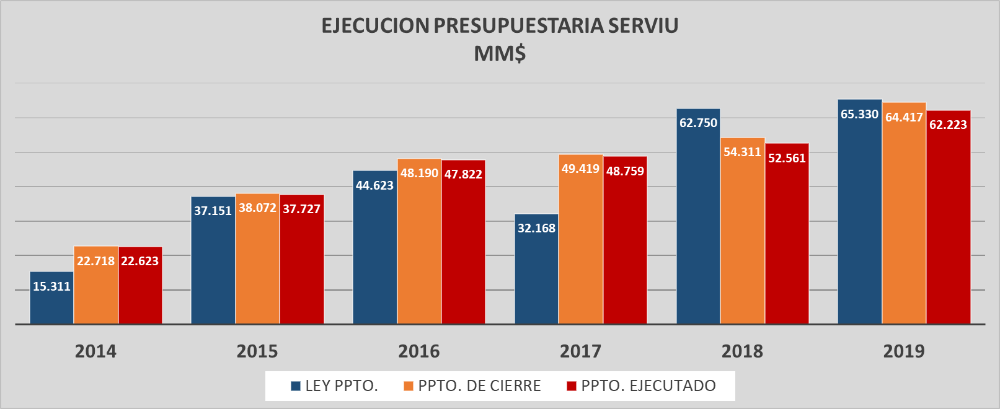 EJECUCION PRESUPUESTARIA SERVIU
MM$
15.311 22.718 22.623
37.151 38.072 37.727
44.623 48.190 47.822
32.168 49.419 48.759
62.750 54.311 52.561
65.330 64.417 62.223
2014 2015 2016 2017 2018 2019
LEY PPTO. PPTO. DE CIERRE PPTO. EJECUTADO